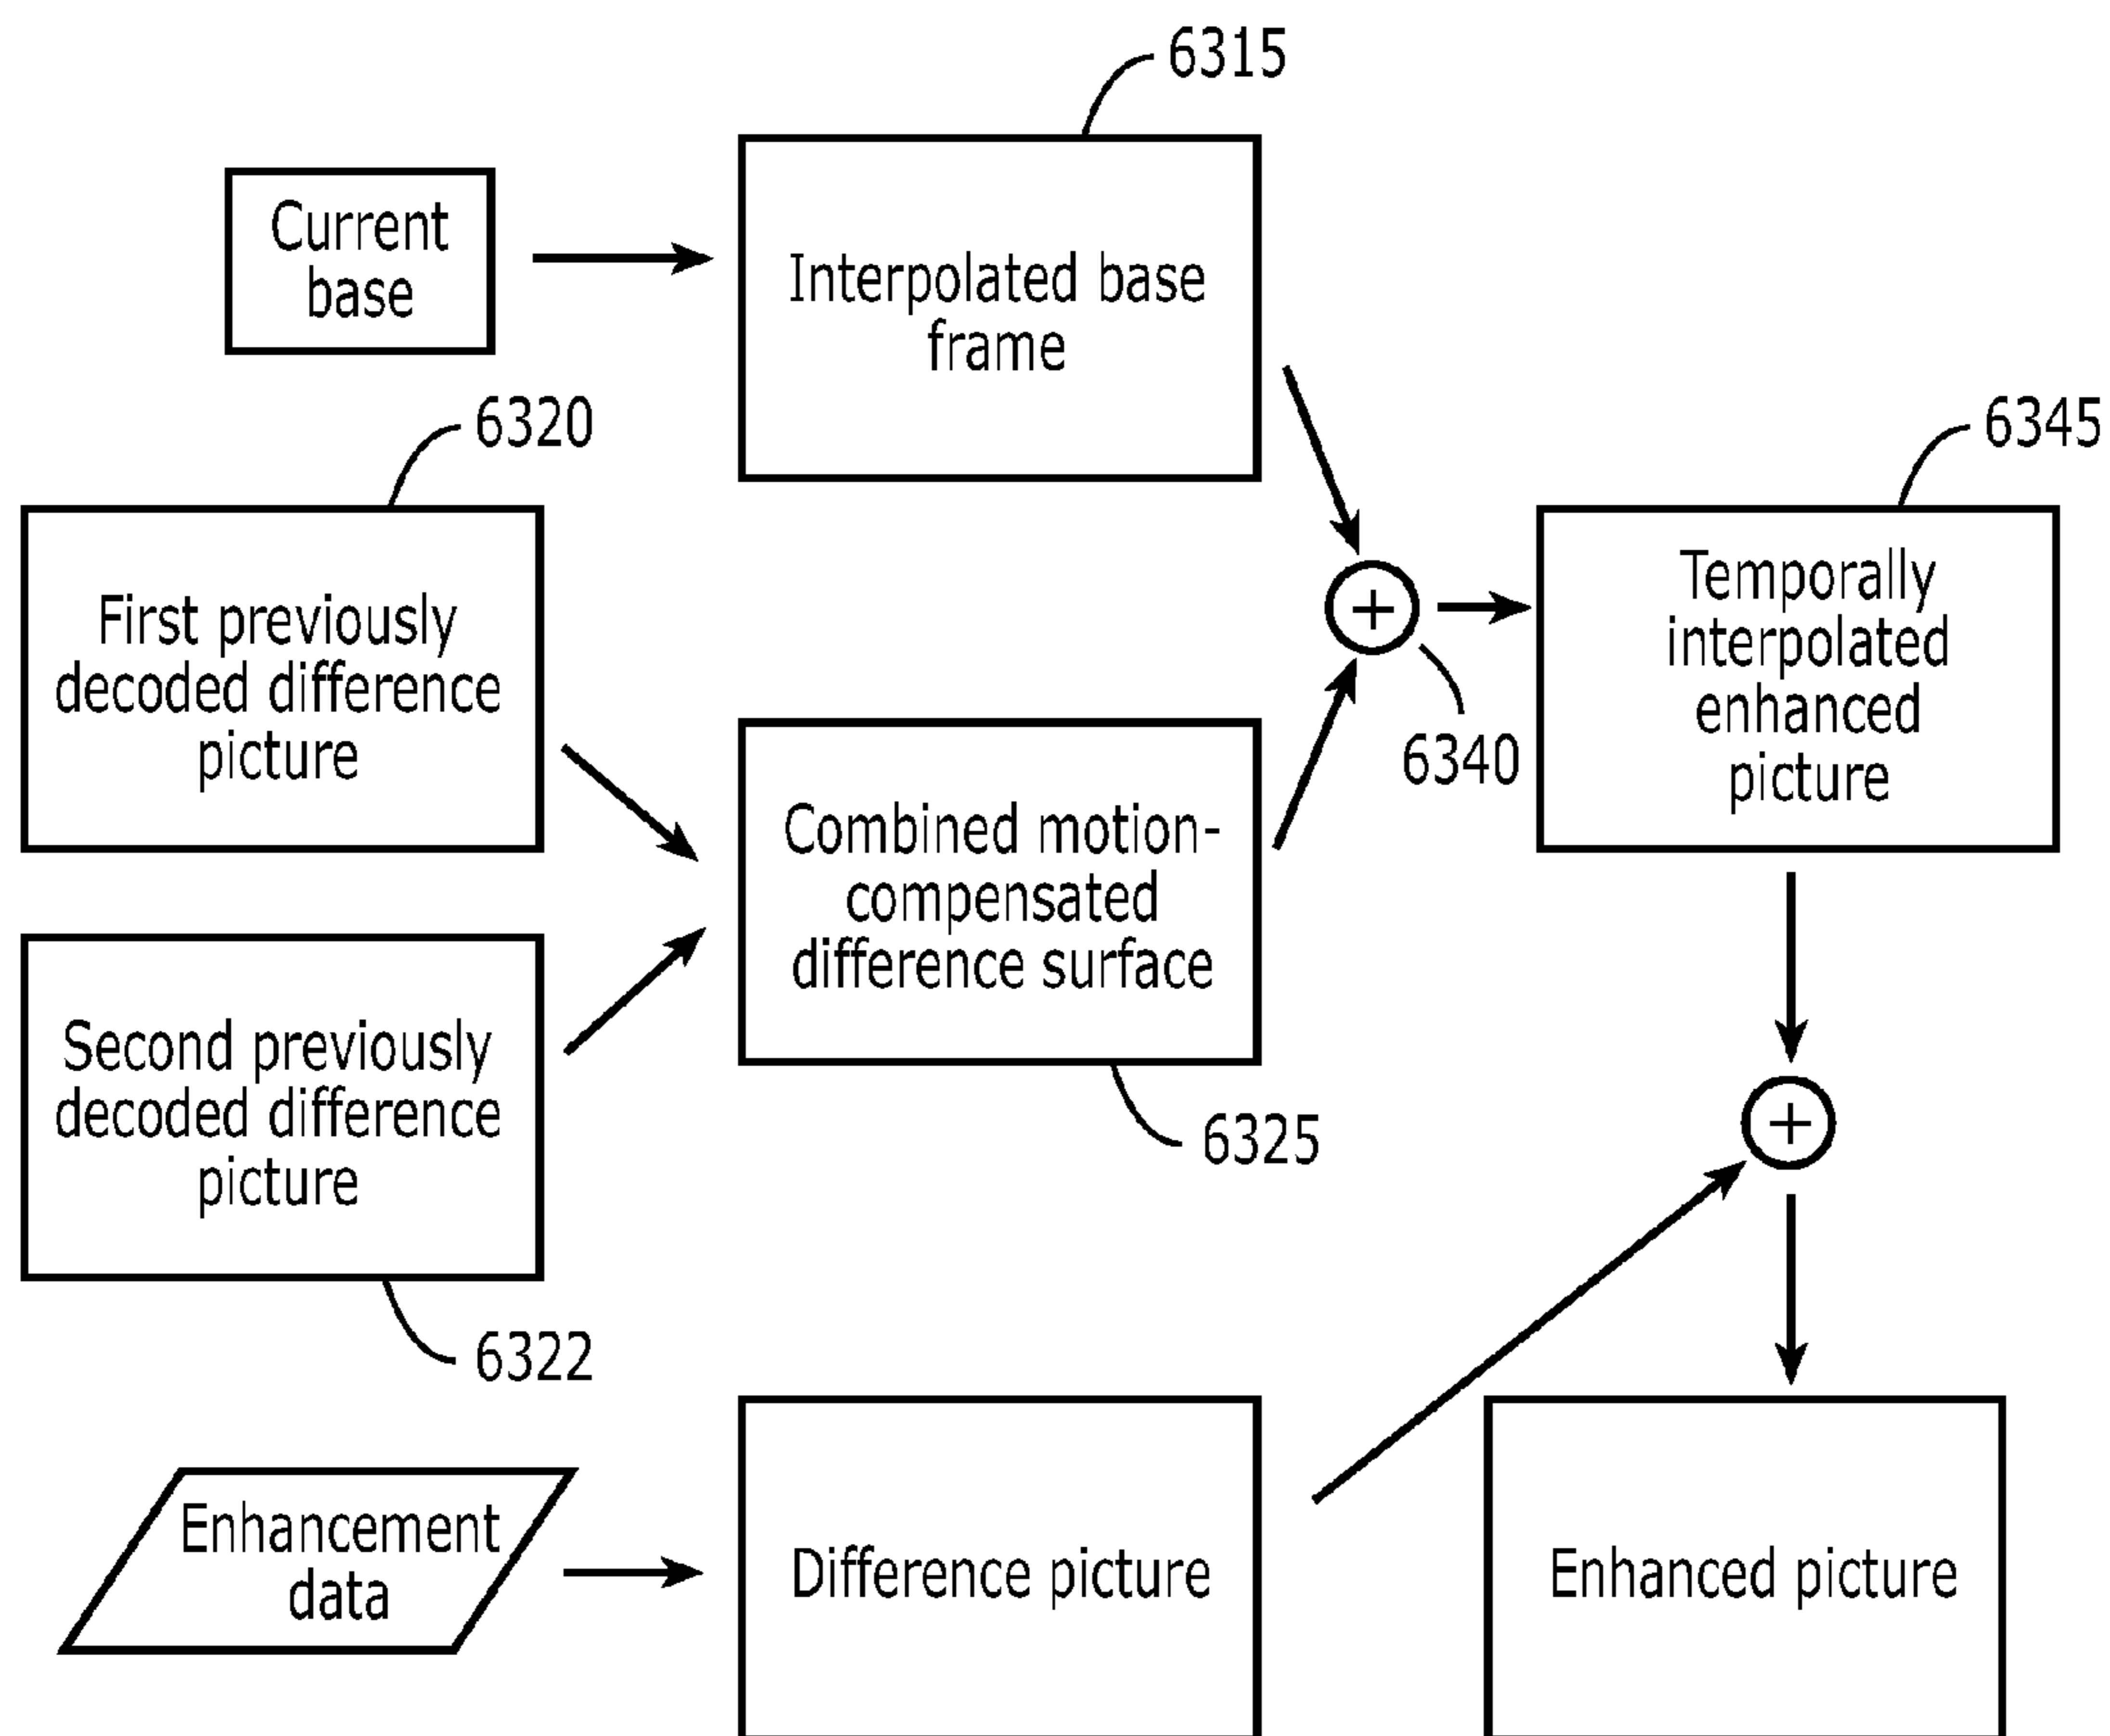 6315
Current
base
Interpolated base
frame
6320
6345
First previously
decoded difference
picture
+
Temporally
interpolated
enhanced
picture
6340
Combined motion-
compensated
difference surface
Second previously
decoded difference
picture
+
6325
6322
Enhancement
data
Difference picture
Enhanced picture